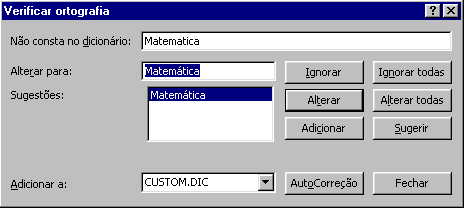 Verificar ortografia
Não consta no dicionário: Matematica
Alterar para: Matemática Ignorar Ignorar todas
Sugestões: Matemática Alterar Alterar todas
Adicionar Sugerir
Adicionar a: CUSTOM.DIC AutoCorreção Fechar